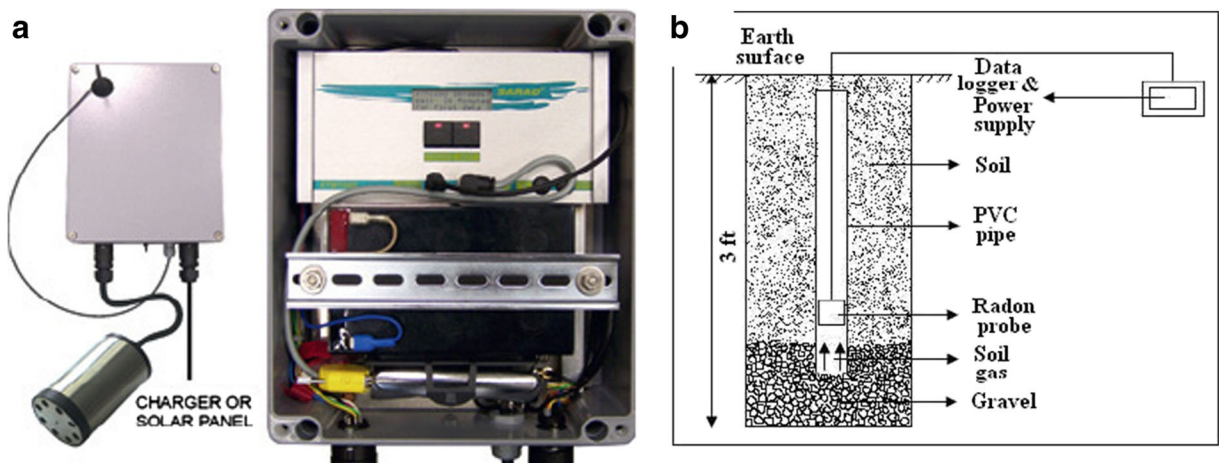 a
SARAD
CHARGER OR
SOLAR PANEL
b
Earth
surface
Data
logger &
Power
supply
Soil
PVC
pipe
3 ft
Radon
probe
Soil
gas
Gravel